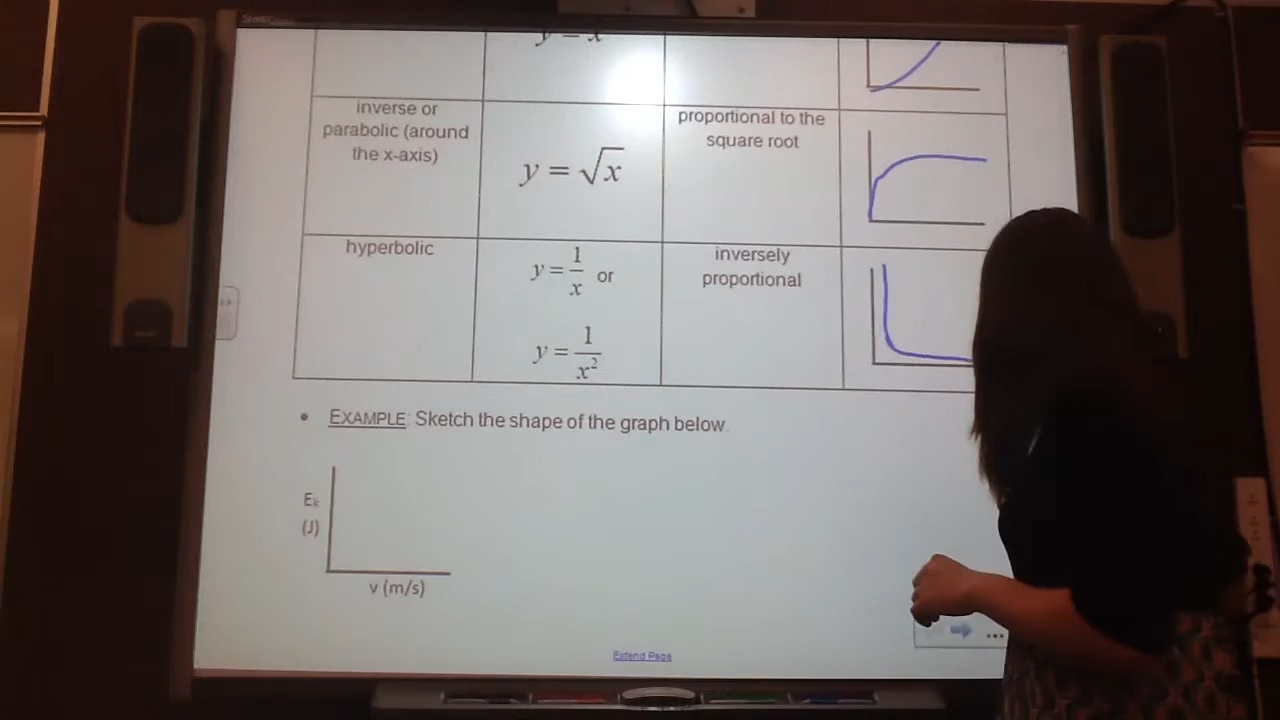 inverse or
parabolic (around
the x-axis)
y = √x
proportional to the
square root
hyperbolic
y = 1/x or
y = 1/x²
inversely
proportional
• EXAMPLE: Sketch the shape of the graph below.
Eₖ
(J)
v (m/s)
Extend Page